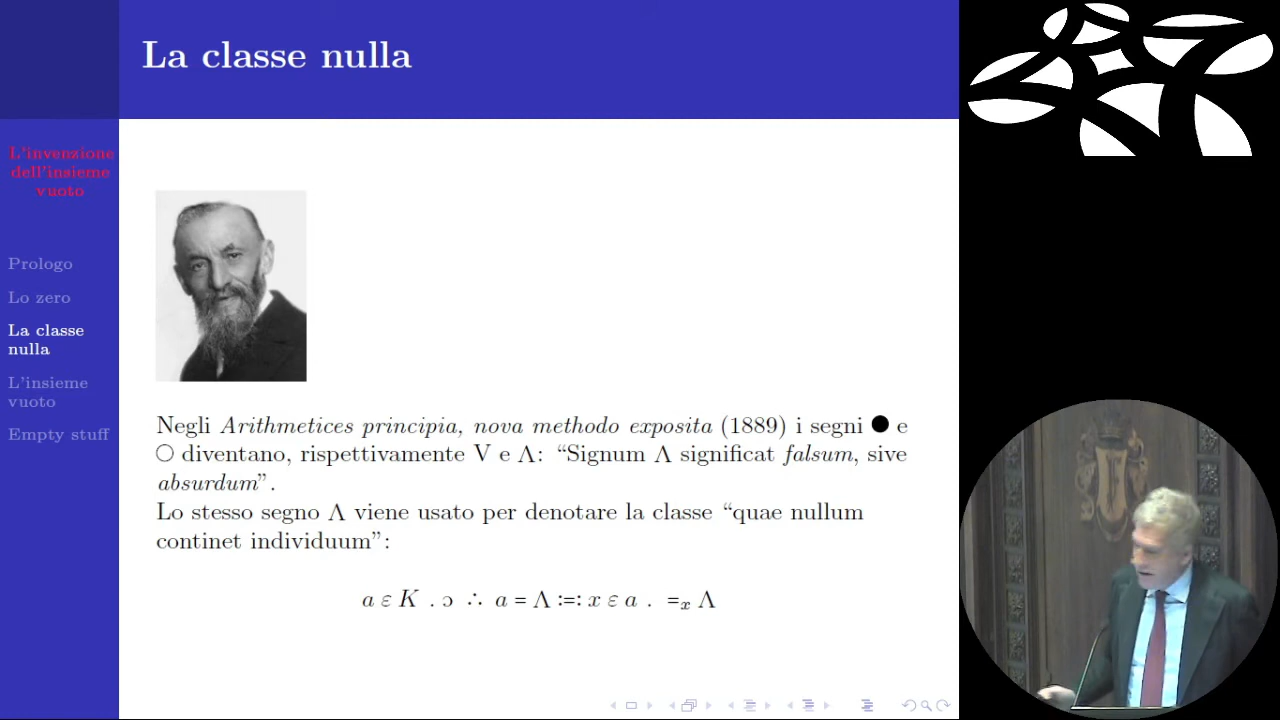 La classe nulla
L'invenzione
dell'insieme
vuoto
Prologo
Lo zero
La classe
nulla
L'insieme
vuoto
Empty stuff
Negli Arithmetices principia, nova methodo exposita (1889) i segni ● e
○ diventano, rispettivamente V e Λ: “Signum Λ significat falsum, sive
absurdum”.
Lo stesso segno Λ viene usato per denotare la classe “quae nullum
continet individuum”:
a ε K . ɔ ∴ a = Λ :=: x ε a . =ₓ Λ